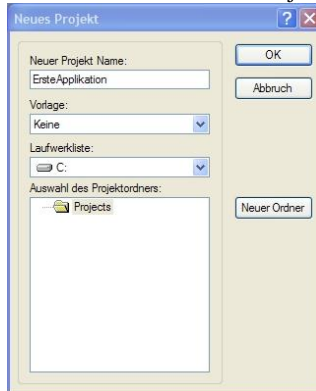 Neues Projekt
Neuer Projekt Name:
ErsteApplikation
Vorlage:
Keine
Laufwerkliste:
C:
Auswahl des Projektordners:
Projects
OK
Abbruch
Neuer Ordner